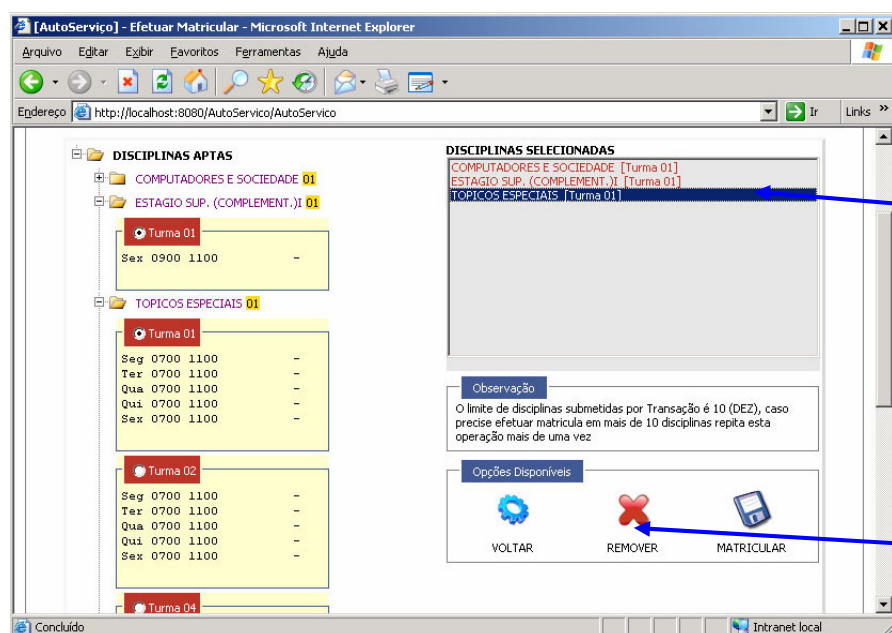 [AutoServiço] - Efetuar Matricular - Microsoft Internet Explorer
Arquivo Editar Exibir Favoritos Ferramentas Ajuda
Endereço http://localhost:8080/AutoServico/AutoServico Ir Links »
DISCIPLINAS APTAS
COMPUTADORES E SOCIEDADE 01
ESTAGIO SUP. (COMPLEMENT.)I 01
Turma 01
Sex 0900 1100 -
TOPICOS ESPECIAIS 01
Turma 01
Seg 0700 1100 -
Ter 0700 1100 -
Qua 0700 1100 -
Qui 0700 1100 -
Sex 0700 1100 -
Turma 02
Seg 0700 1100 -
Ter 0700 1100 -
Qua 0700 1100 -
Qui 0700 1100 -
Sex 0700 1100 -
Turma 04
DISCIPLINAS SELECIONADAS
COMPUTADORES E SOCIEDADE [Turma 01]
ESTAGIO SUP. (COMPLEMENT.)I [Turma 01]
TOPICOS ESPECIAIS [Turma 01]
Observação
O limite de disciplinas submetidas por Transação é 10 (DEZ), caso
precise efetuar matricula em mais de 10 disciplinas repita esta
operação mais de uma vez
Opções Disponíveis
VOLTAR REMOVER MATRICULAR
Concluído Intranet local